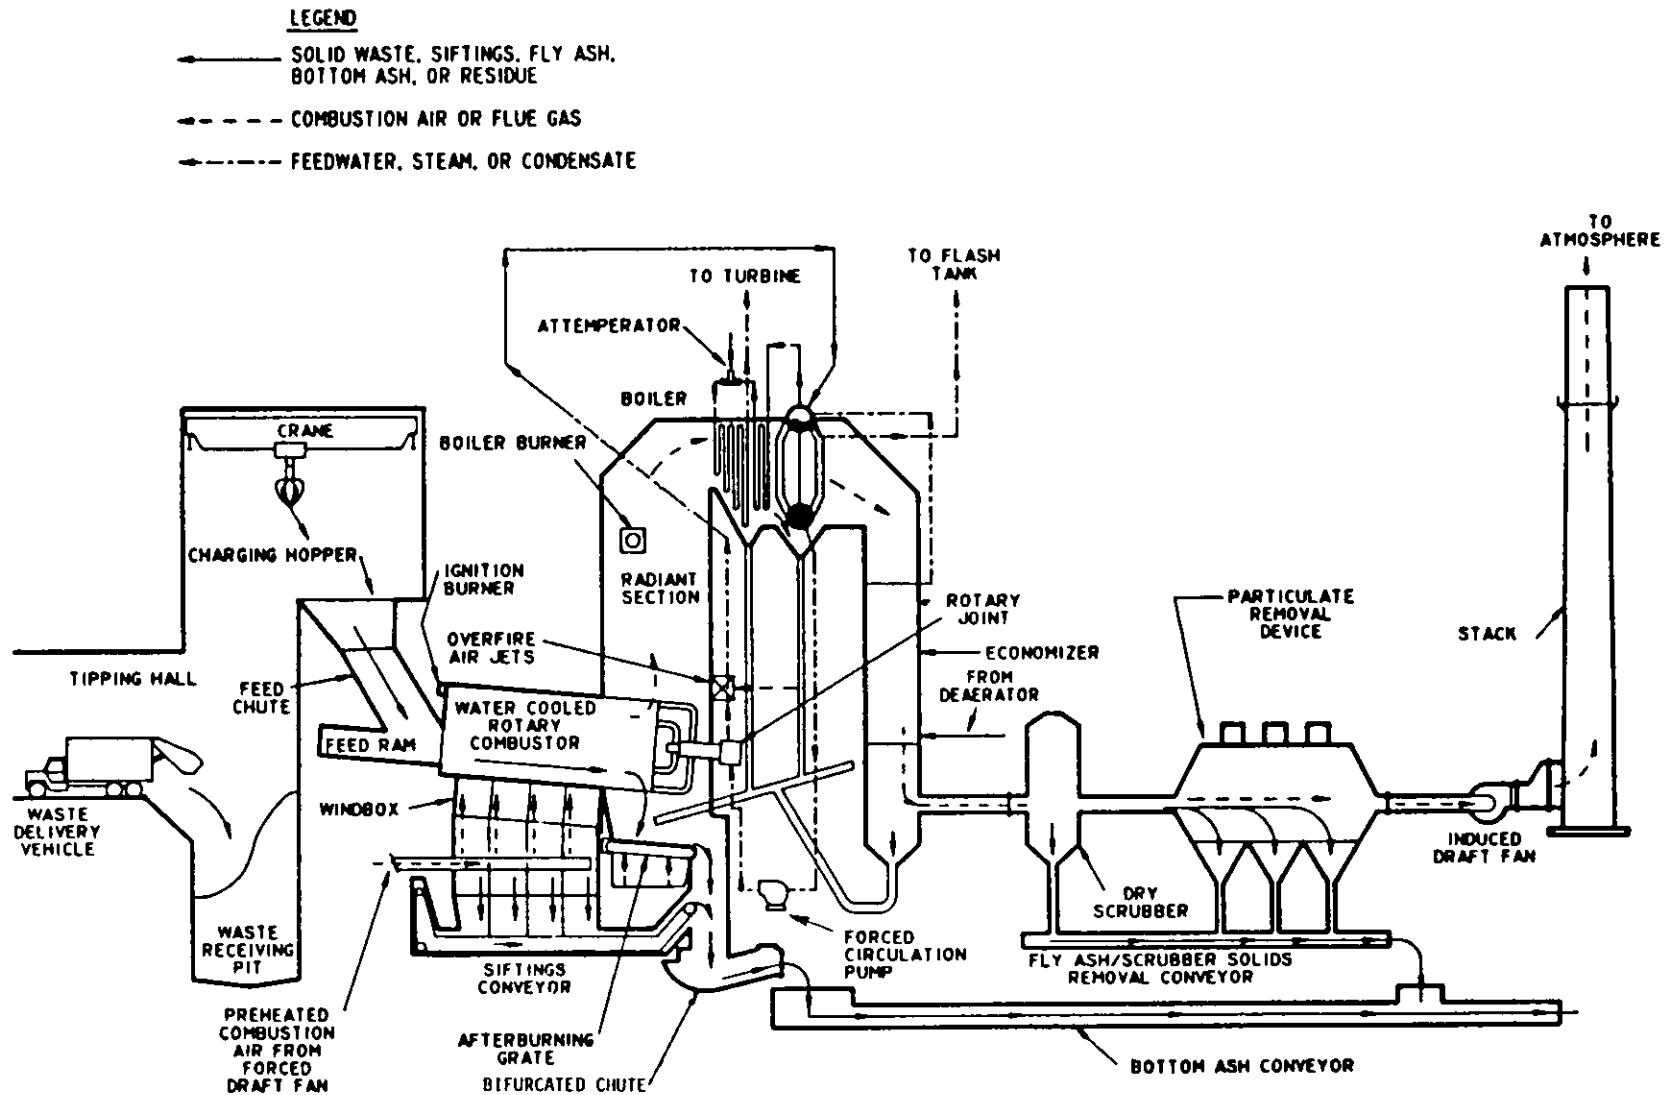 LEGEND
SOLID WASTE, SIFTINGS, FLY ASH,
BOTTOM ASH, OR RESIDUE
COMBUSTION AIR OR FLUE GAS
FEEDWATER, STEAM, OR CONDENSATE
TO
ATMOSPHERE
TO FLASH
TANK
TO TURBINE
ATTEMPERATOR
BOILER
CRANE
BOILER BURNER
CHARGING HOPPER
IGNITION
BURNER
RADIANT
SECTION
ROTARY
JOINT
PARTICULATE
REMOVAL
DEVICE
STACK
OVERFIRE
AIR JETS
ECONOMIZER
TIPPING HALL
FEED
CHUTE
FROM
DEAERATOR
WATER COOLED
ROTARY
COMBUSTOR
FEED RAM
WINDBOX
WASTE
DELIVERY
VEHICLE
INDUCED
DRAFT FAN
DRY
SCRUBBER
WASTE
RECEIVING
PIT
FORCED
CIRCULATION
PUMP
FLY ASH/SCRUBBER SOLIDS
REMOVAL CONVEYOR
SIFTINGS
CONVEYOR
PREHEATED
COMBUSTION
AIR FROM
FORCED
DRAFT FAN
AFTERBURNING
GRATE
BIFURCATED CHUTE
BOTTOM ASH CONVEYOR